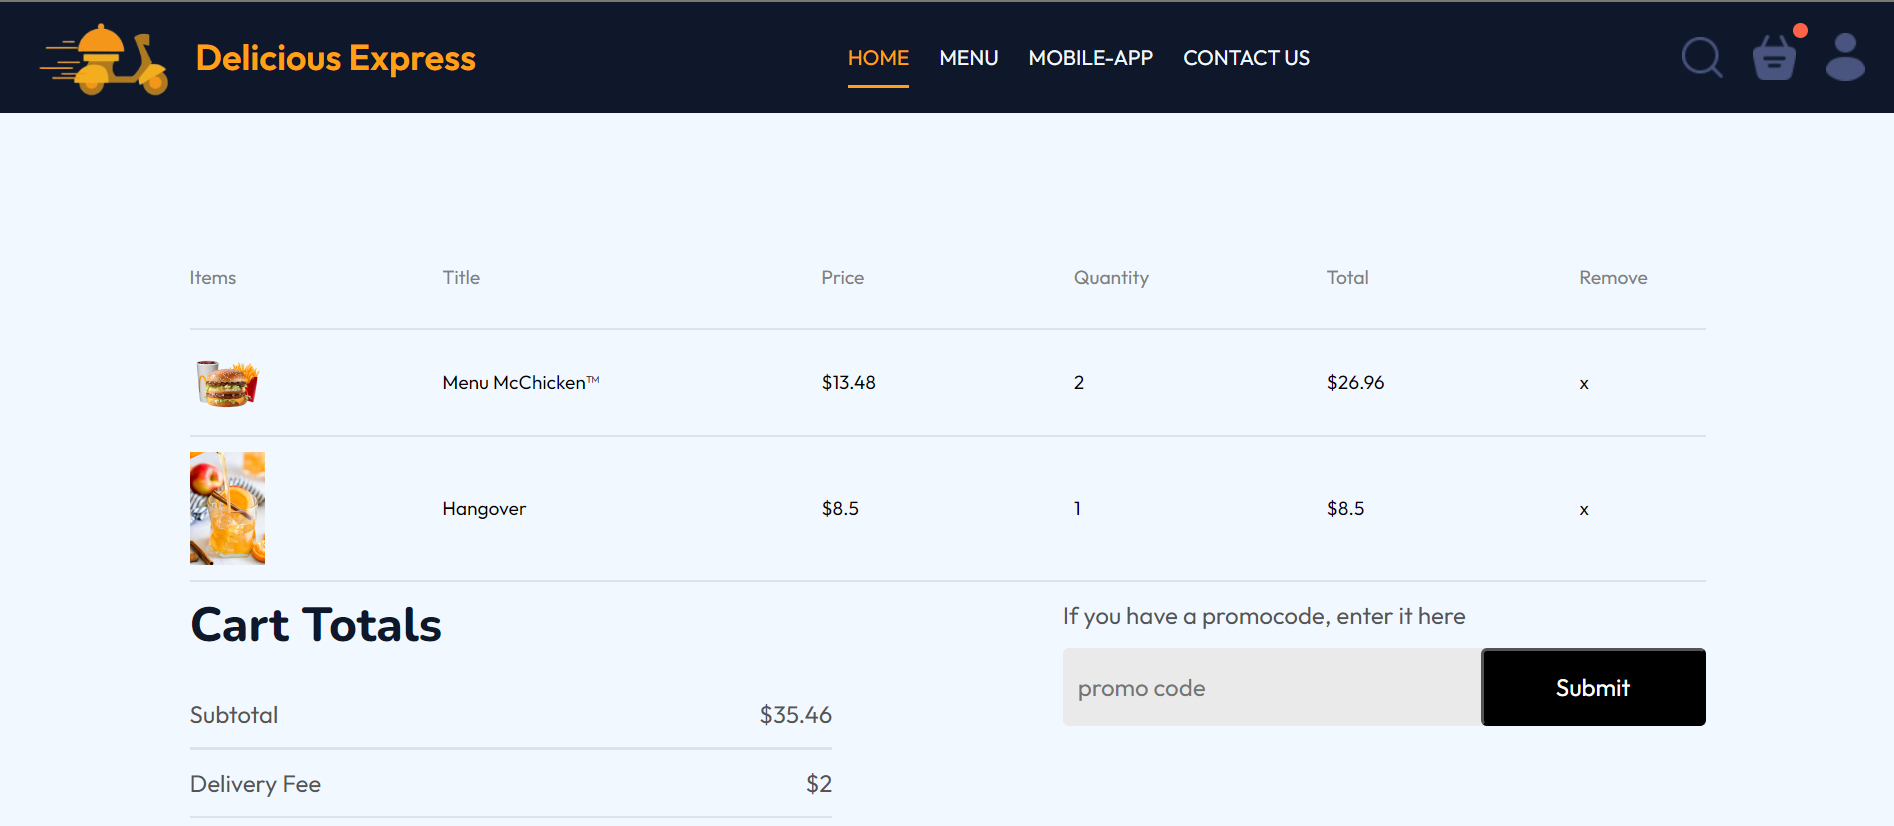 Delicious Express HOME MENU MOBILE-APP CONTACT US
Items Title Price Quantity Total Remove
Menu McChicken™ $13.48 2 $26.96 x
Hangover $8.5 1 $8.5 x
Cart Totals
If you have a promocode, enter it here
promo code Submit
Subtotal $35.46
Delivery Fee $2